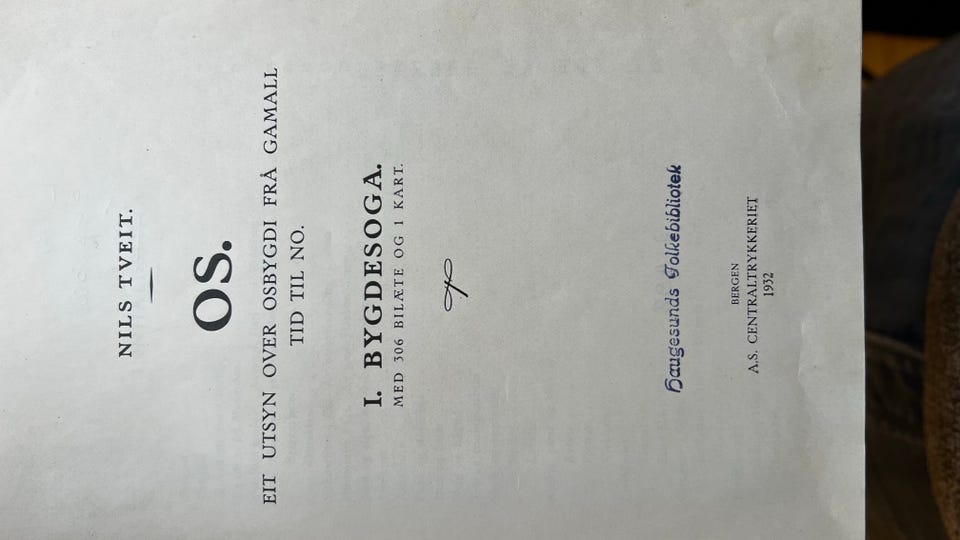 NILS TVEIT.
OS.
EIT UTSYN OVER OSBYGDI FRÅ GAMALL
TID TIL NO.
I. BYGDESOGA.
MED 306 BILÆTE OG 1 KART.
Haugesunds Folkebibliotek
BERGEN
A.S. CENTRALTRYKKERIET
1932